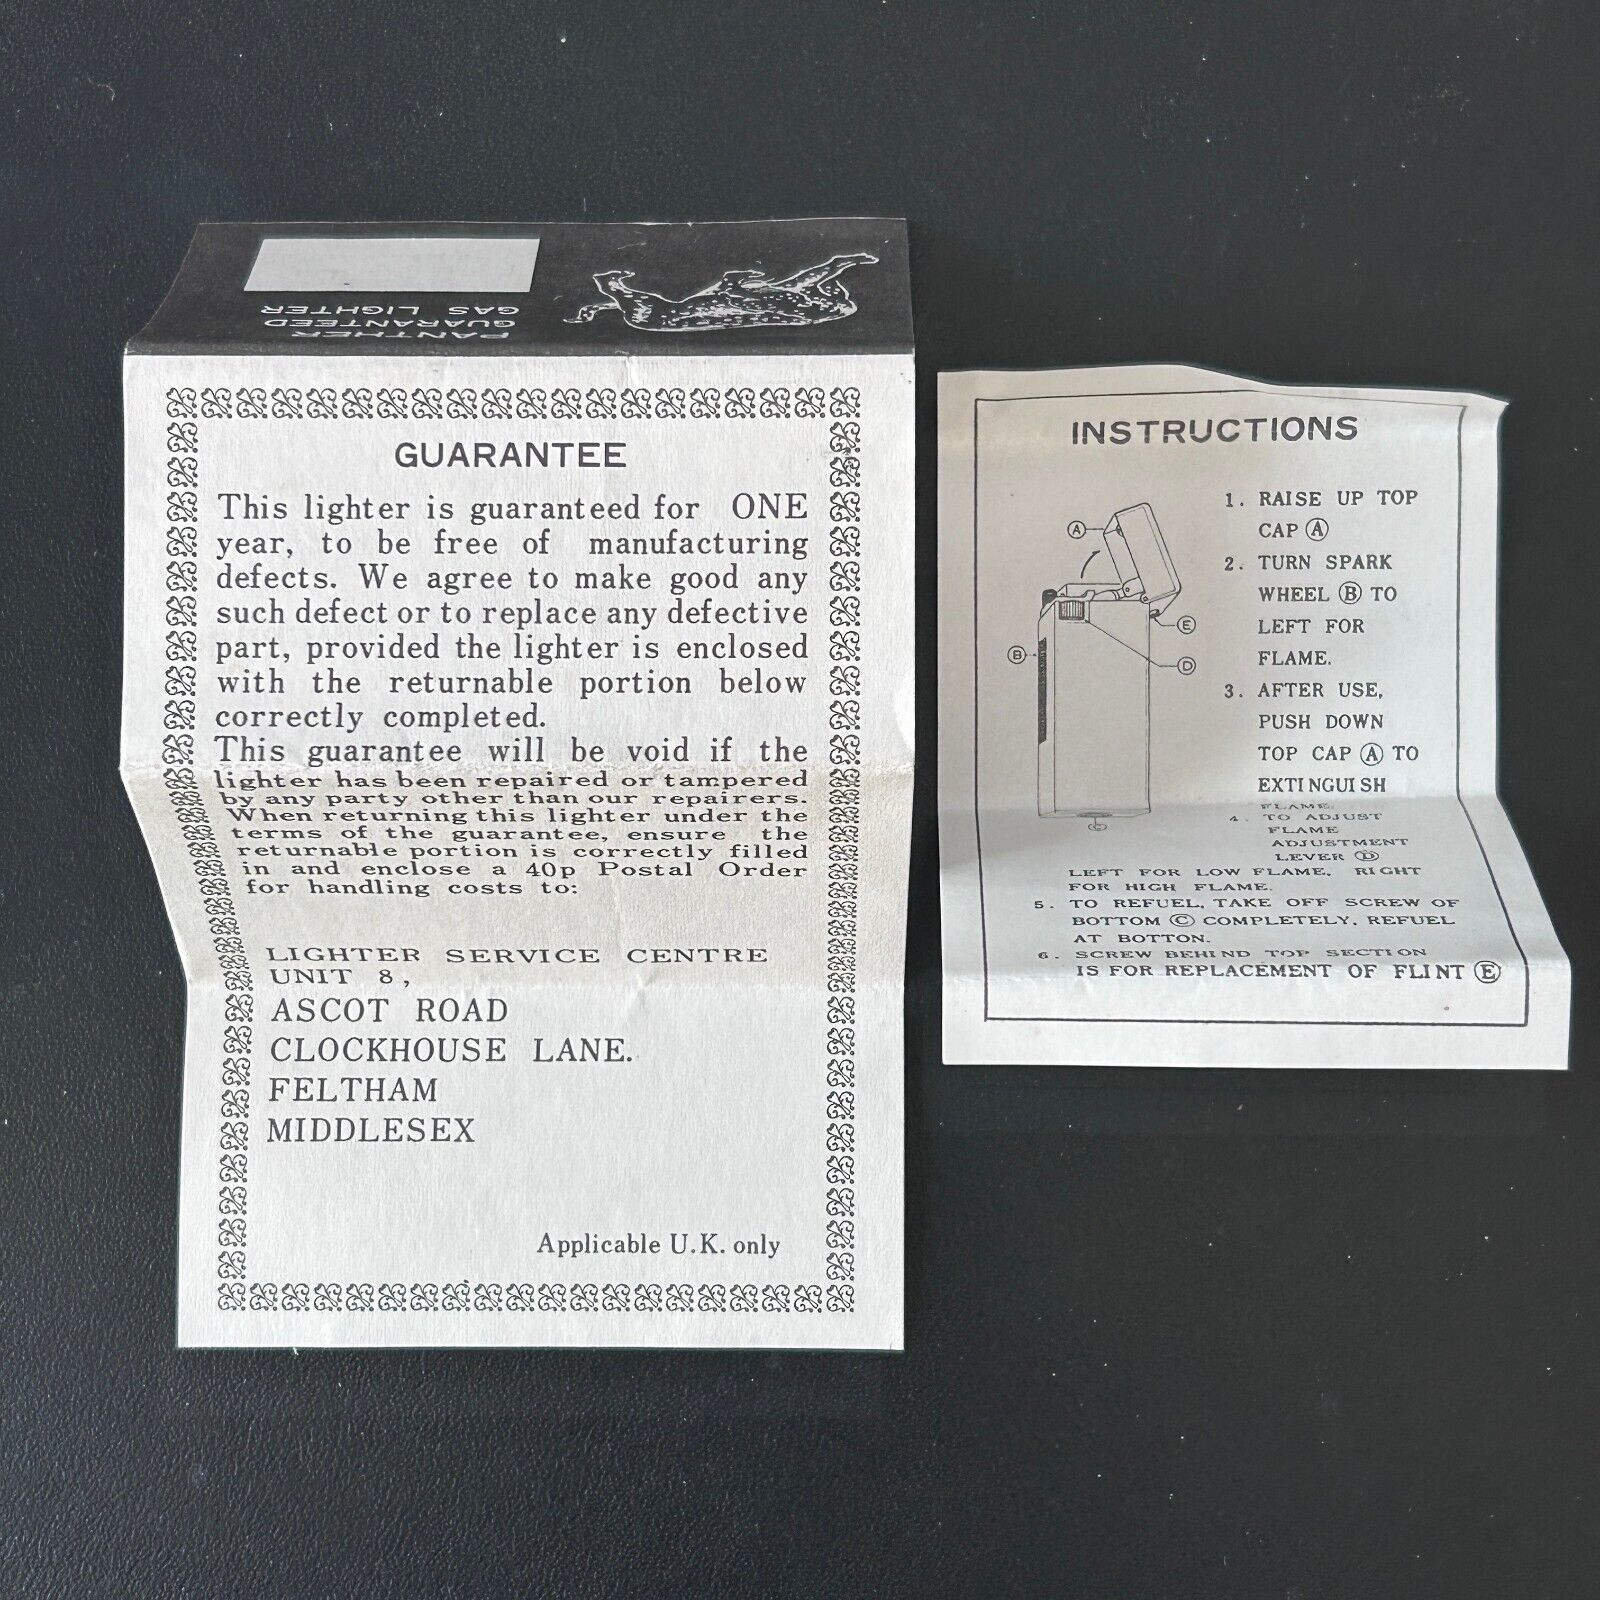 PANTHER
GUARANTEED
GAS LIGHTER
GUARANTEE
This lighter is guaranteed for ONE
year, to be free of manufacturing
defects. We agree to make good any
such defect or to replace any defective
part, provided the lighter is enclosed
with the returnable portion below
correctly completed.
This guarantee will be void if the
lighter has been repaired or tampered
by any party other than our repairers.
When returning this lighter under the
terms of the guarantee, ensure the
returnable portion is correctly filled
in and enclose a 40p Postal Order
for handling costs to:
LIGHTER SERVICE CENTRE
UNIT 8,
ASCOT ROAD
CLOCKHOUSE LANE.
FELTHAM
MIDDLESEX
Applicable U.K. only
INSTRUCTIONS
A
B
C
D
E
1. RAISE UP TOP
CAP Ⓐ
2. TURN SPARK
WHEEL Ⓑ TO
LEFT FOR
FLAME.
3. AFTER USE,
PUSH DOWN
TOP CAP Ⓐ TO
EXTINGUISH
FLAME.
4. TO ADJUST
FLAME
ADJUSTMENT
LEVER Ⓓ
LEFT FOR LOW FLAME, RIGHT
FOR HIGH FLAME.
5. TO REFUEL, TAKE OFF SCREW OF
BOTTOM Ⓒ COMPLETELY, REFUEL
AT BOTTON.
6. SCREW BEHIND TOP SECTION
IS FOR REPLACEMENT OF FLINT Ⓔ